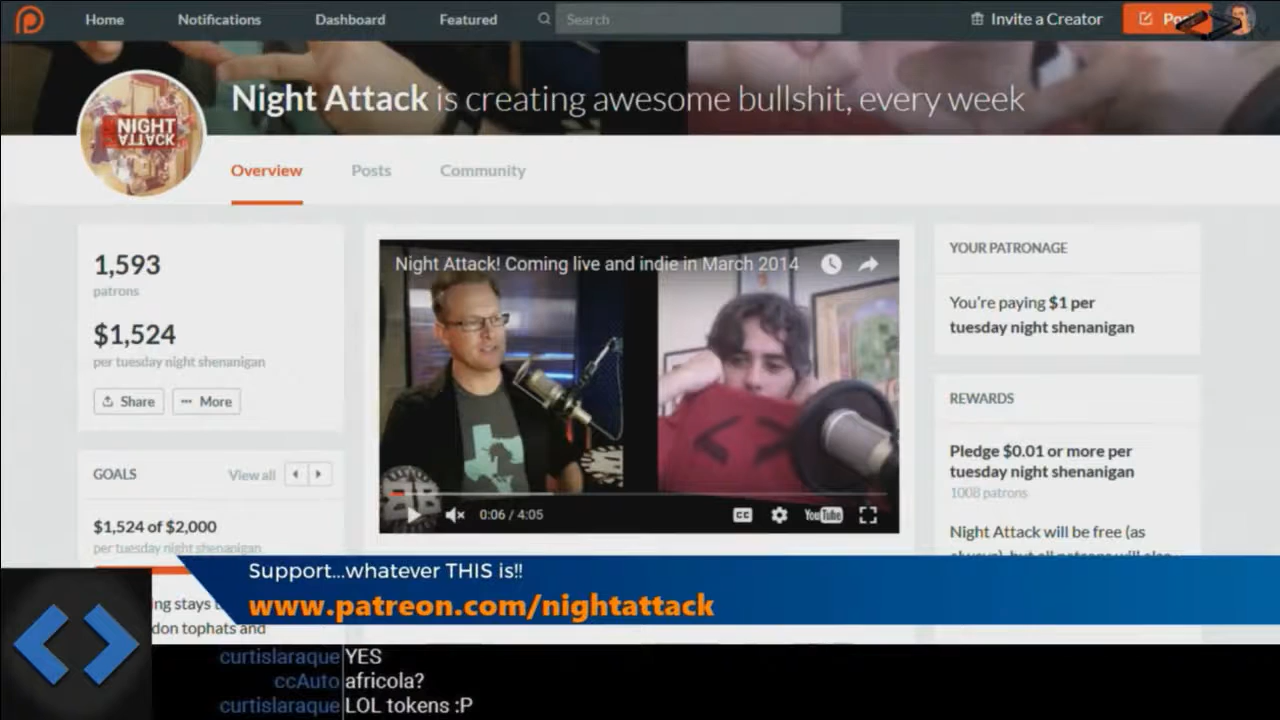 Home Notifications Dashboard Featured Search Invite a Creator
Night Attack is creating awesome bullshit, every week
NIGHT
ATTACK
Overview Posts Community
1,593
patrons
$1,524
per tuesday night shenanigan
Share More
GOALS View all
$1,524 of $2,000
per tuesday night shenanigan
Night Attack! Coming live and indie in March 2014
0:06 / 4:05 CC YouTube
YOUR PATRONAGE
You're paying $1 per
tuesday night shenanigan
REWARDS
Pledge $0.01 or more per
tuesday night shenanigan
1008 patrons
Night Attack will be free (as
Support...whatever THIS is!!
www.patreon.com/nightattack
stays
tophats and
curtislaraque YES
ccAuto africola?
curtislaraque LOL tokens :P